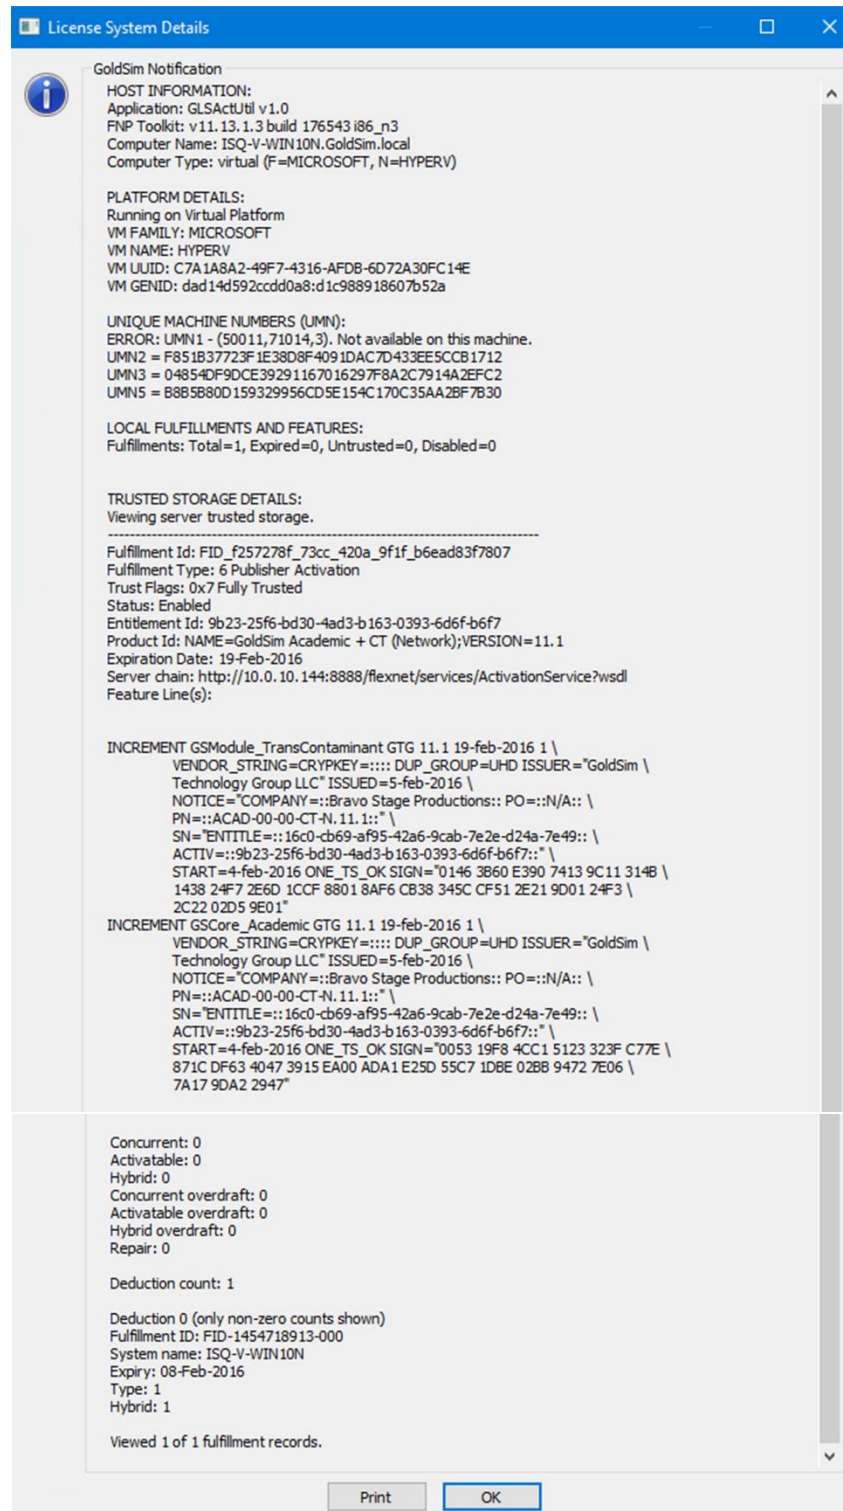 License System Details
GoldSim Notification
HOST INFORMATION:
Application: GLSActUtil v1.0
FNP Toolkit: v11.13.1.3 build 176543 i86_n3
Computer Name: ISQ-V-WIN10N.GoldSim.local
Computer Type: virtual (F=MICROSOFT, N=HYPERV)
PLATFORM DETAILS:
Running on Virtual Platform
VM FAMILY: MICROSOFT
VM NAME: HYPERV
VM UUID: C7A1A8A2-49F7-4316-AFDB-6D72A30FC14E
VM GENID: dad14d592ccdd0a8:d1c988918607b52a
UNIQUE MACHINE NUMBERS (UMN):
ERROR: UMN1 - (50011,71014,3). Not available on this machine.
UMN2 = F851B37723F1E38D8F4091DAC7D433EE5CCB1712
UMN3 = 04854DF9DCE39291167016297F8A2C7914A2EFC2
UMN5 = B8B5B80D159329956CD5E154C170C35AA2BF7B30
LOCAL FULFILLMENTS AND FEATURES:
Fulfillments: Total=1, Expired=0, Untrusted=0, Disabled=0
TRUSTED STORAGE DETAILS:
Viewing server trusted storage.
------------------------------------------------------------------------------
Fulfillment Id: FID_f257278f_73cc_420a_9f1f_b6ead83f7807
Fulfillment Type: 6 Publisher Activation
Trust Flags: 0x7 Fully Trusted
Status: Enabled
Entitlement Id: 9b23-25f6-bd30-4ad3-b163-0393-6d6f-b6f7
Product Id: NAME=GoldSim Academic + CT (Network);VERSION=11.1
Expiration Date: 19-Feb-2016
Server chain: http://10.0.10.144:8888/flexnet/services/ActivationService?wsdl
Feature Line(s):
INCREMENT GSModule_TransContaminant GTG 11.1 19-feb-2016 1 \
VENDOR_STRING=CRYPKEY=:::: DUP_GROUP=UHD ISSUER="GoldSim \
Technology Group LLC" ISSUED=5-feb-2016 \
NOTICE="COMPANY=::Bravo Stage Productions:: PO=::N/A:: \
PN=::ACAD-00-00-CT-N.11.1::" \
SN="ENTITLE=::16c0-cb69-af95-42a6-9cab-7e2e-d24a-7e49:: \
ACTIV=::9b23-25f6-bd30-4ad3-b163-0393-6d6f-b6f7::" \
START=4-feb-2016 ONE_TS_OK SIGN="0146 3B60 E390 7413 9C11 314B \
1438 24F7 2E6D 1CCF 8801 8AF6 CB38 345C CF51 2E21 9D01 24F3 \
2C22 02D5 9E01"
INCREMENT GSCore_Academic GTG 11.1 19-feb-2016 1 \
VENDOR_STRING=CRYPKEY=:::: DUP_GROUP=UHD ISSUER="GoldSim \
Technology Group LLC" ISSUED=5-feb-2016 \
NOTICE="COMPANY=::Bravo Stage Productions:: PO=::N/A:: \
PN=::ACAD-00-00-CT-N.11.1::" \
SN="ENTITLE=::16c0-cb69-af95-42a6-9cab-7e2e-d24a-7e49:: \
ACTIV=::9b23-25f6-bd30-4ad3-b163-0393-6d6f-b6f7::" \
START=4-feb-2016 ONE_TS_OK SIGN="0053 19F8 4CC1 5123 323F C77E \
871C DF63 4047 3915 EA00 ADA1 E25D 55C7 1DBE 02BB 9472 7E06 \
7A17 9DA2 2947"
Concurrent: 0
Activatable: 0
Hybrid: 0
Concurrent overdraft: 0
Activatable overdraft: 0
Hybrid overdraft: 0
Repair: 0
Deduction count: 1
Deduction 0 (only non-zero counts shown)
Fulfillment ID: FID-1454718913-000
System name: ISQ-V-WIN10N
Expiry: 08-Feb-2016
Type: 1
Hybrid: 1
Viewed 1 of 1 fulfillment records.
Print OK